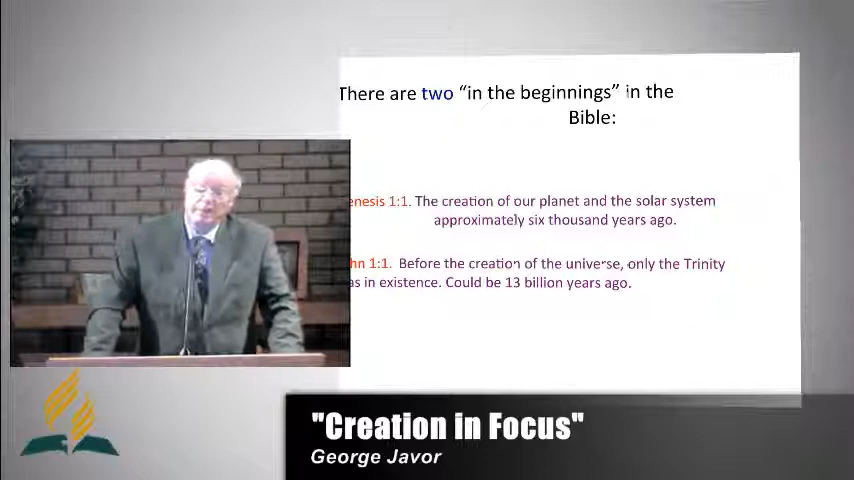 There are two “in the beginnings” in the
Bible:
enesis 1:1. The creation of our planet and the solar system
approximately six thousand years ago.
hn 1:1. Before the creation of the universe, only the Trinity
as in existence. Could be 13 billion years ago.
"Creation in Focus"
George Javor